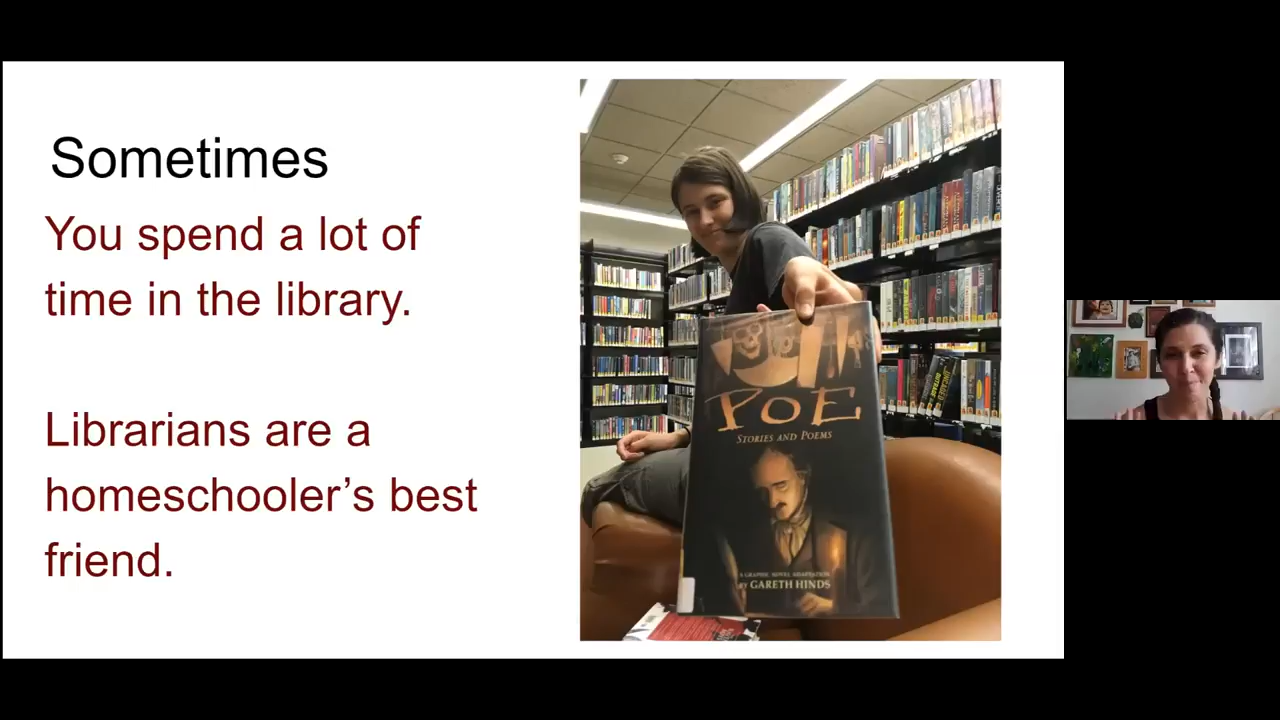 Sometimes
You spend a lot of
time in the library.
Librarians are a
homeschooler’s best
friend.
POE
STORIES AND POEMS
A GRAPHIC NOVEL ADAPTATION
BY GARETH HINDS